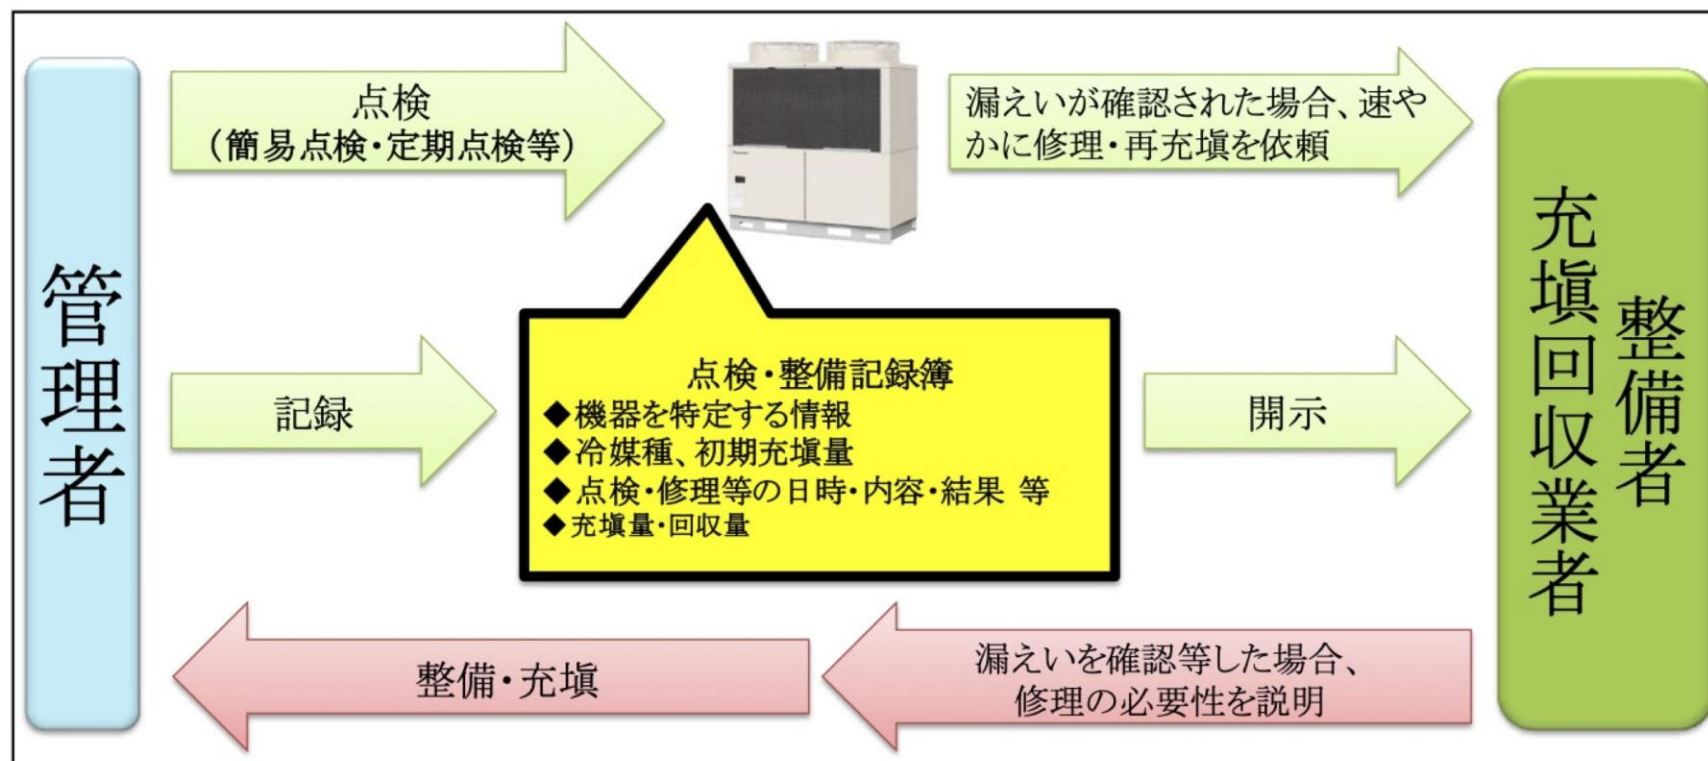 管理者
点検
(簡易点検・定期点検等)
漏えいが確認された場合、速や
かに修理・再充塡を依頼
記録
点検・整備記録簿
◆機器を特定する情報
◆冷媒種、初期充塡量
◆点検・修理等の日時・内容・結果 等
◆充塡量・回収量
開示
整備者
充塡回収業者
漏えいを確認等した場合、
修理の必要性を説明
整備・充塡